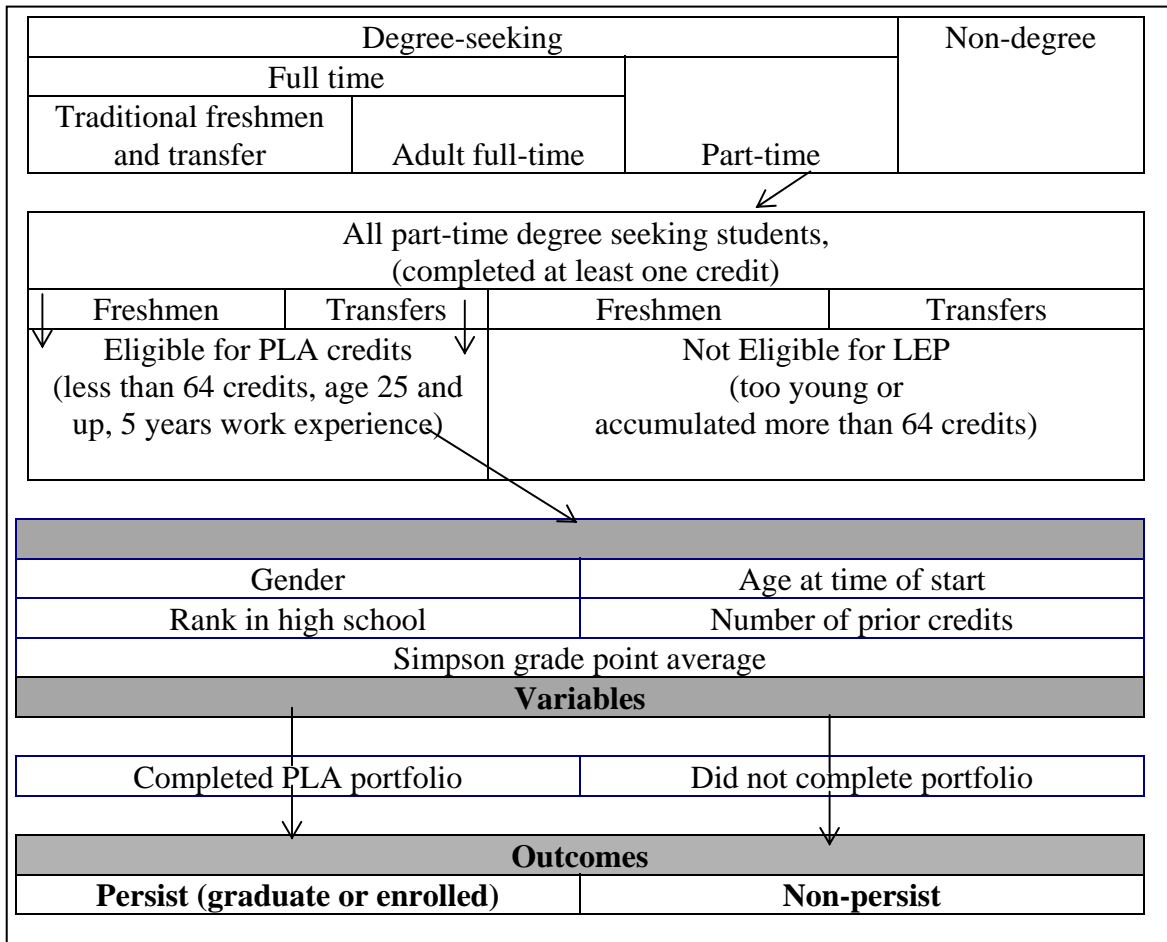 Degree-seeking
Non-degree
Full time
Traditional freshmen
and transfer
Adult full-time
Part-time
All part-time degree seeking students,
(completed at least one credit)
Freshmen
Transfers
Freshmen
Transfers
Eligible for PLA credits
(less than 64 credits, age 25 and
up, 5 years work experience)
Not Eligible for LEP
(too young or
accumulated more than 64 credits)
Gender
Age at time of start
Rank in high school
Number of prior credits
Simpson grade point average
Variables
Completed PLA portfolio
Did not complete portfolio
Outcomes
Persist (graduate or enrolled)
Non-persist